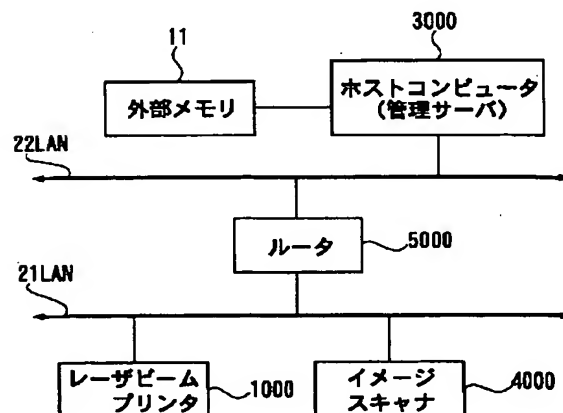 11
3000
外部メモリ
ホストコンピュータ
(管理サーバ)
22LAN
ルータ
5000
21LAN
レーザビーム
プリンタ
1000
イメージ
スキャナ
4000